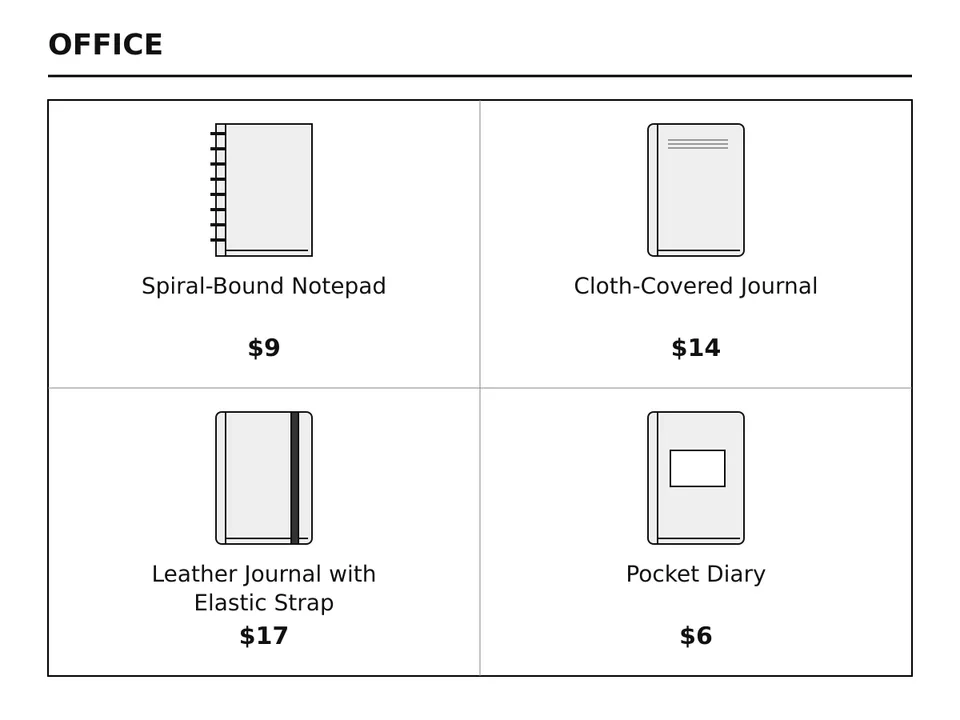 OFFICE
Spiral-Bound Notepad
$9
Cloth-Covered Journal
$14
Leather Journal with
Elastic Strap
$17
Pocket Diary
$6